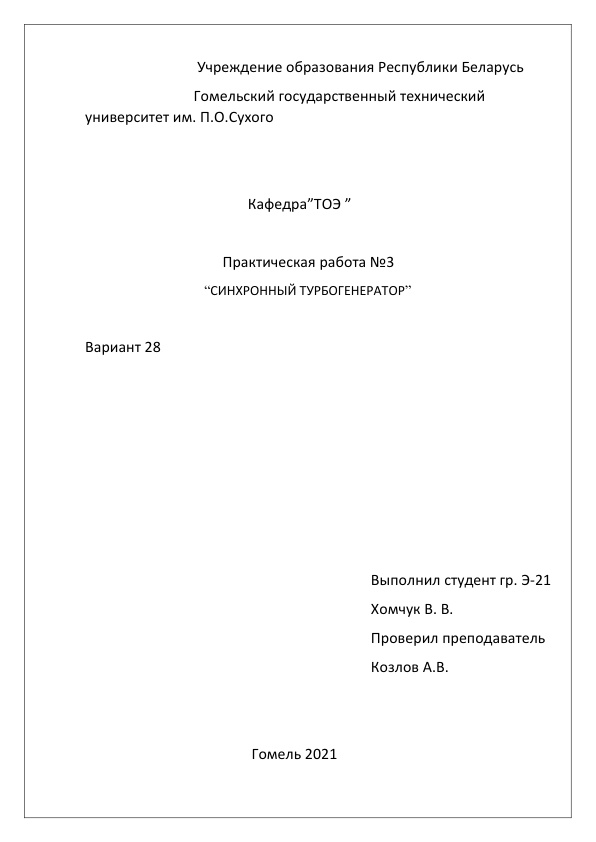 Учреждение образования Республики Беларусь
Гомельский государственный технический
университет им. П.О.Сухого
Кафедра”ТОЭ ”
Практическая работа №3
“СИНХРОННЫЙ ТУРБОГЕНЕРАТОР”
Вариант 28
Выполнил студент гр. Э-21
Хомчук В. В.
Проверил преподаватель
Козлов А.В.
Гомель 2021